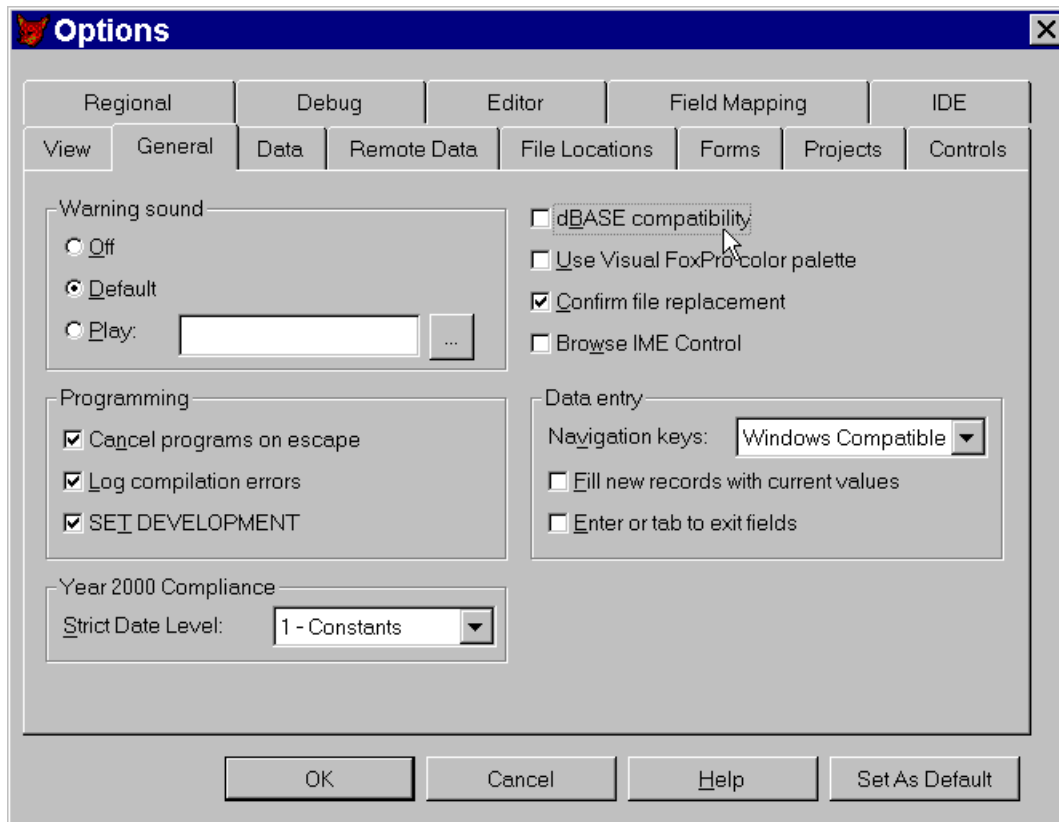 Options
Regional Debug Editor Field Mapping IDE
View General Data Remote Data File Locations Forms Projects Controls
Warning sound
Off
Default
Play:
...
dBASE compatibility
Use Visual FoxPro color palette
Confirm file replacement
Browse IME Control
Programming
Cancel programs on escape
Log compilation errors
SET DEVELOPMENT
Data entry
Navigation keys: Windows Compatible
Fill new records with current values
Enter or tab to exit fields
Year 2000 Compliance
Strict Date Level: 1 - Constants
OK Cancel Help Set As Default